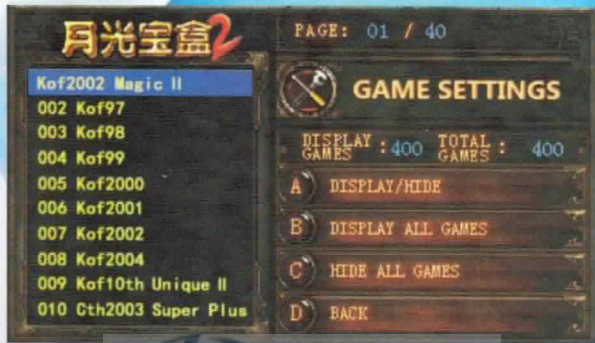 月光宝盒2
Kof2002 Magic II
002 Kof97
003 Kof98
004 Kof99
005 Kof2000
006 Kof2001
007 Kof2002
008 Kof2004
009 Kof10th Unique II
010 Cth2003 Super Plus
PAGE: 01 / 40
GAME SETTINGS
DISPLAY GAMES : 400 TOTAL GAMES : 400
A DISPLAY/HIDE
B DISPLAY ALL GAMES
C HIDE ALL GAMES
D BACK